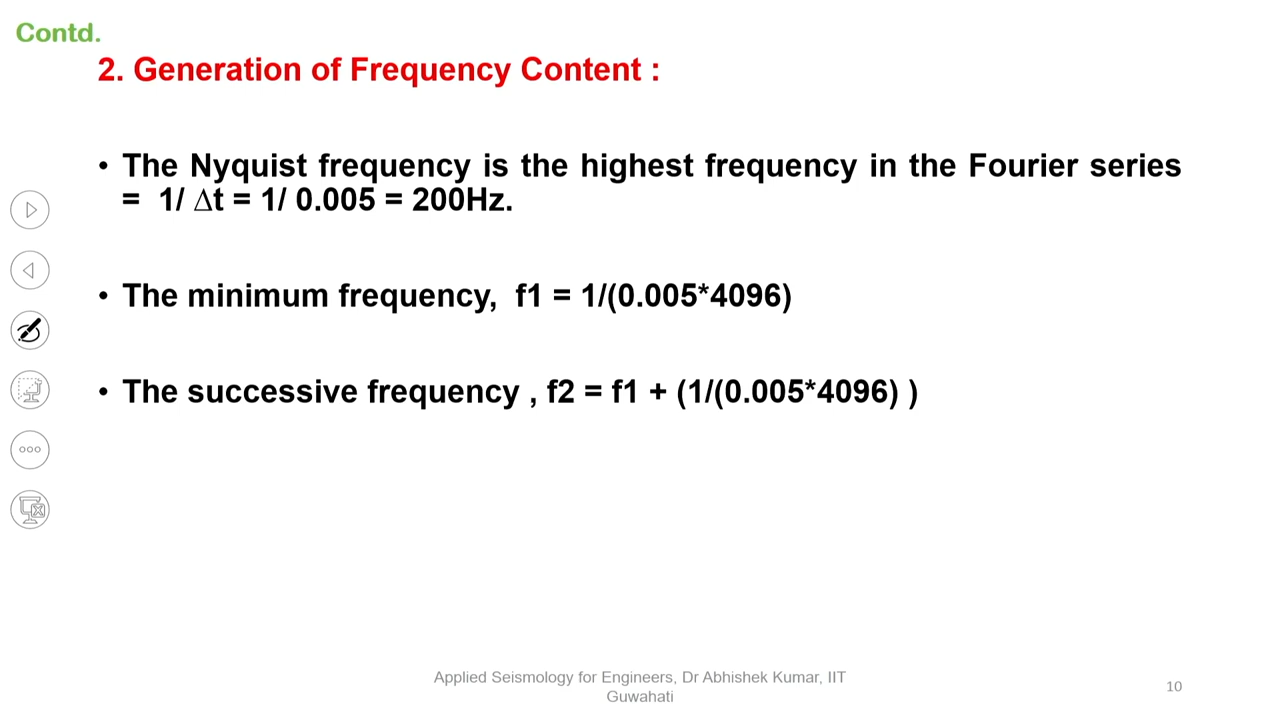 Contd.
2. Generation of Frequency Content :
• The Nyquist frequency is the highest frequency in the Fourier series
= 1/ ∆t = 1/ 0.005 = 200Hz.
• The minimum frequency, f1 = 1/(0.005*4096)
• The successive frequency , f2 = f1 + (1/(0.005*4096) )
Applied Seismology for Engineers, Dr Abhishek Kumar, IIT
Guwahati
10